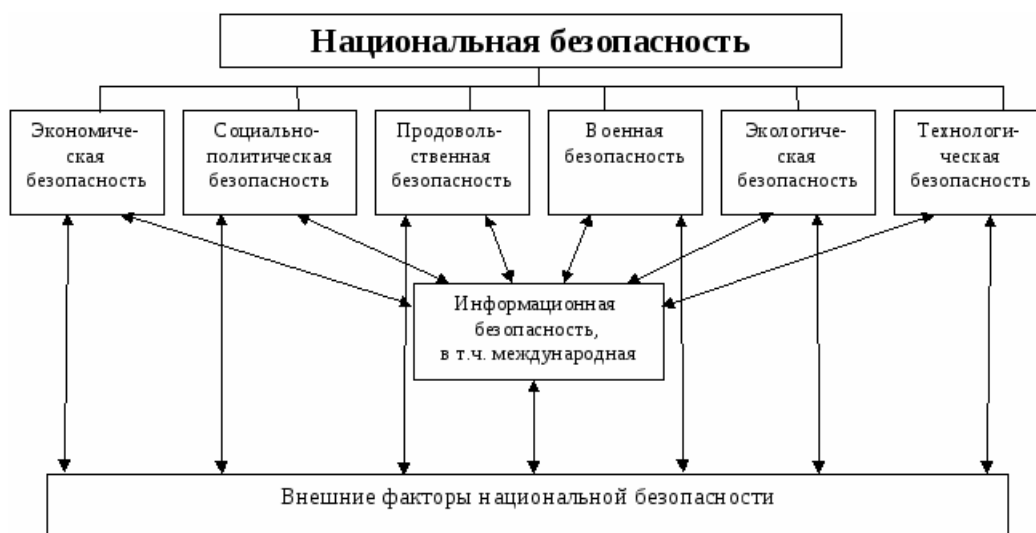 Национальная безопасность
Экономиче-
ская
безопасность
Социально-
политическая
безопасность
Продоволь-
ственная
безопасность
Военная
безопасность
Экологиче-
ская
безопасность
Технологи-
ческая
безопасность
Информационная
безопасность,
в т.ч. международная
Внешние факторы национальной безопасности